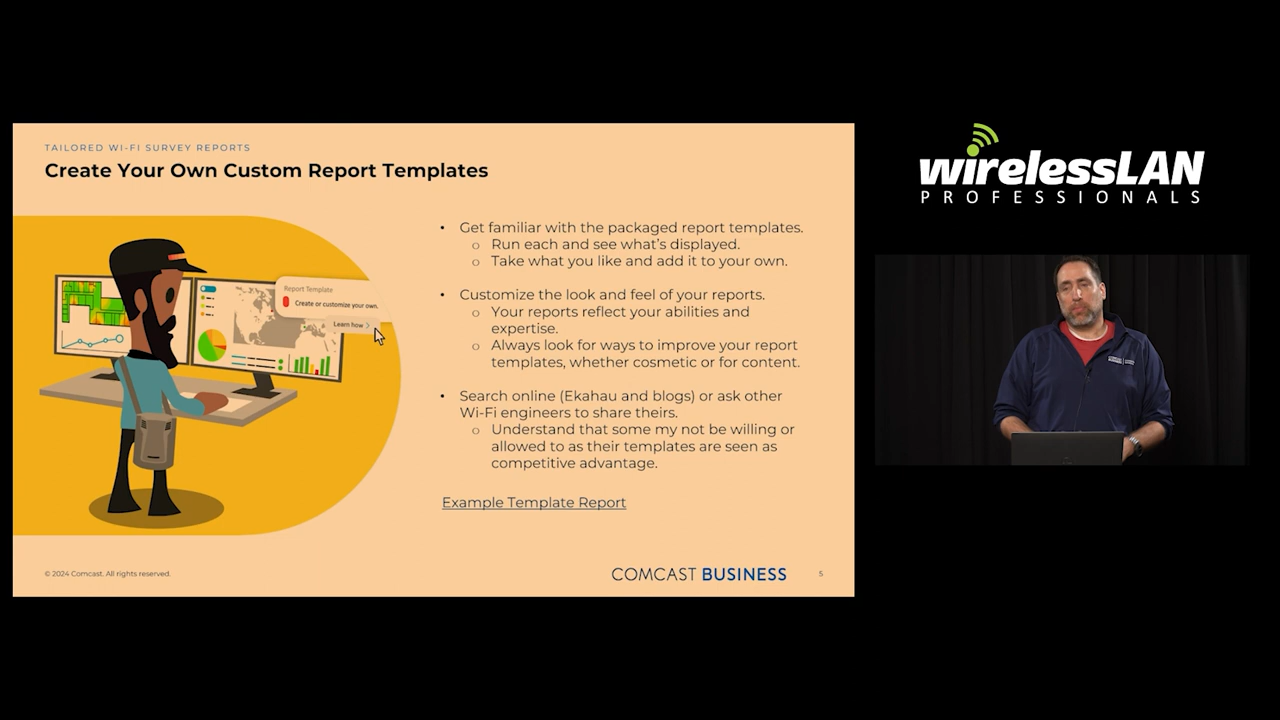 TAILORED WI-FI SURVEY REPORTS
Create Your Own Custom Report Templates
Report Template
Create or customize your own.
Learn how >
• Get familiar with the packaged report templates.
o Run each and see what's displayed.
o Take what you like and add it to your own.
• Customize the look and feel of your reports.
o Your reports reflect your abilities and
expertise.
o Always look for ways to improve your report
templates, whether cosmetic or for content.
• Search online (Ekahau and blogs) or ask other
Wi-Fi engineers to share theirs.
o Understand that some my not be willing or
allowed to as their templates are seen as
competitive advantage.
Example Template Report
© 2024 Comcast. All rights reserved.
COMCAST BUSINESS
5
wirelessLAN
PROFESSIONALS